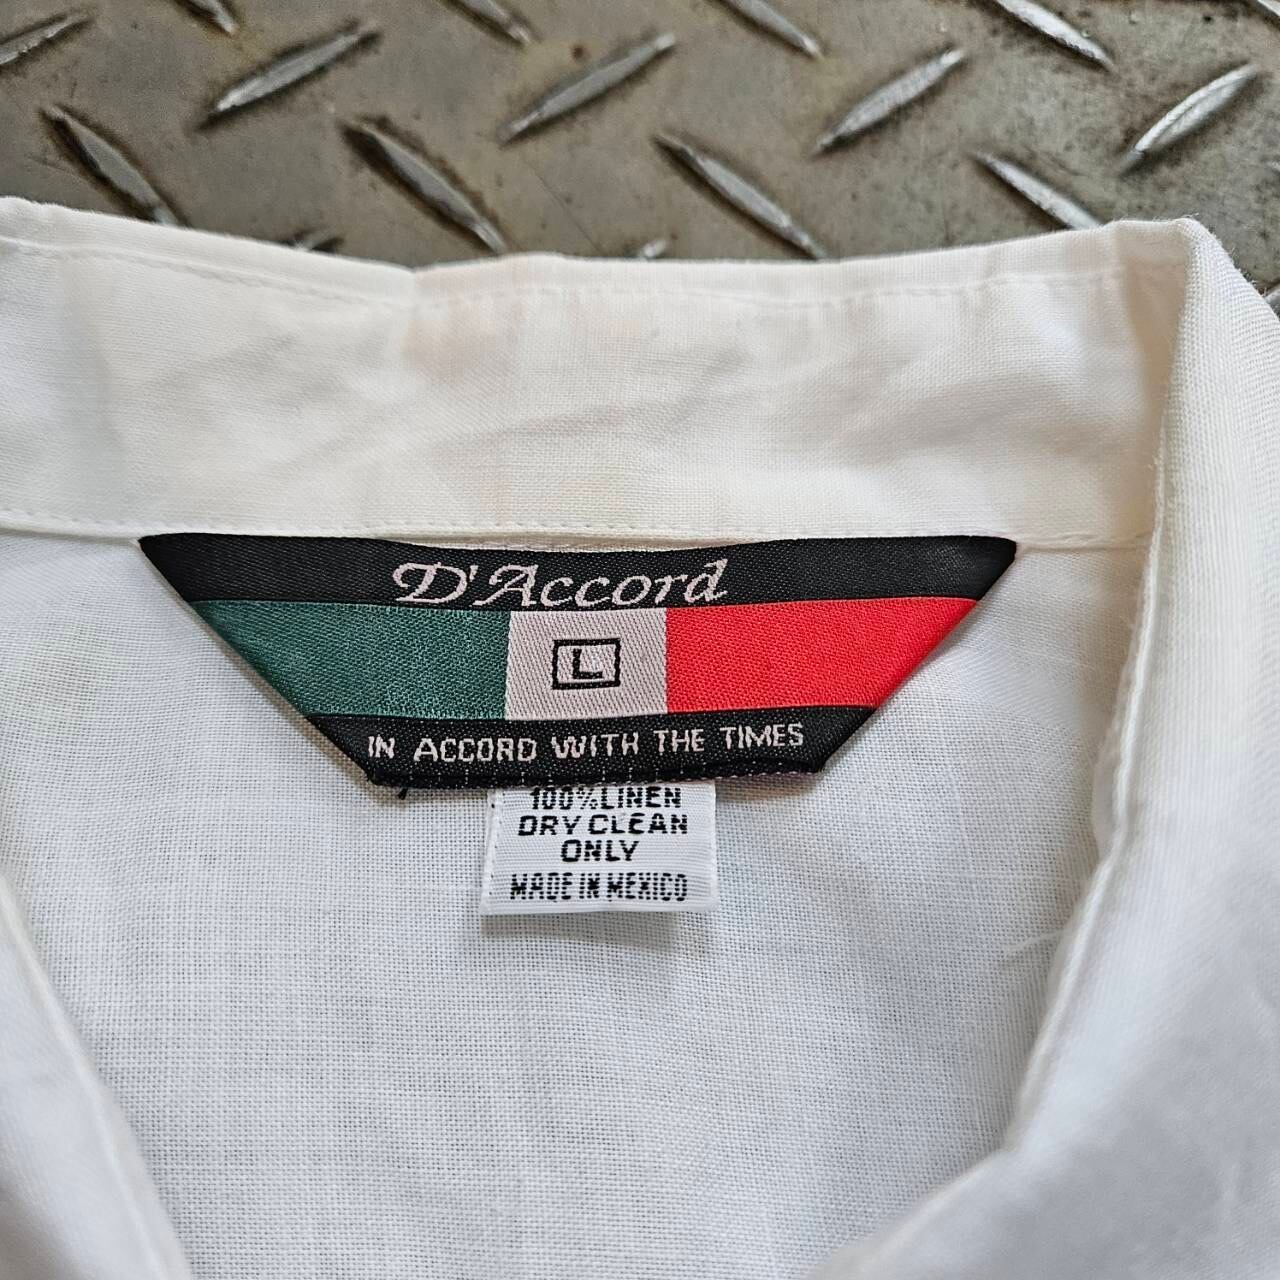 D'Accord
L
IN ACCORD WITH THE TIMES
100% LINEN
DRY CLEAN
ONLY
MADE IN MEXICO